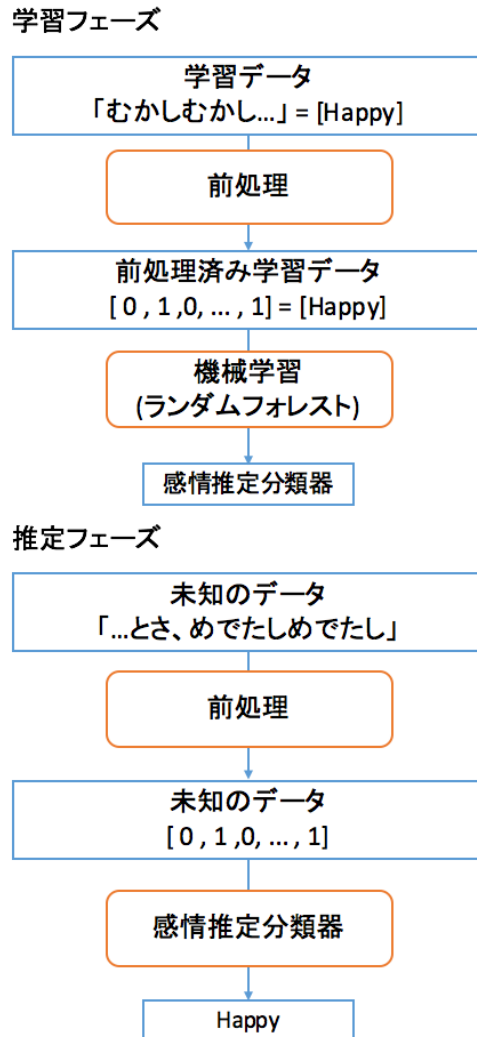 学習フェーズ
学習データ
「むかしむかし...」 = [Happy]
前処理
前処理済み学習データ
[ 0 , 1 ,0, ... , 1] = [Happy]
機械学習
(ランダムフォレスト)
感情推定分類器
推定フェーズ
未知のデータ
「...とさ、めでたしめでたし」
前処理
未知のデータ
[ 0 , 1 ,0, ... , 1]
感情推定分類器
Happy